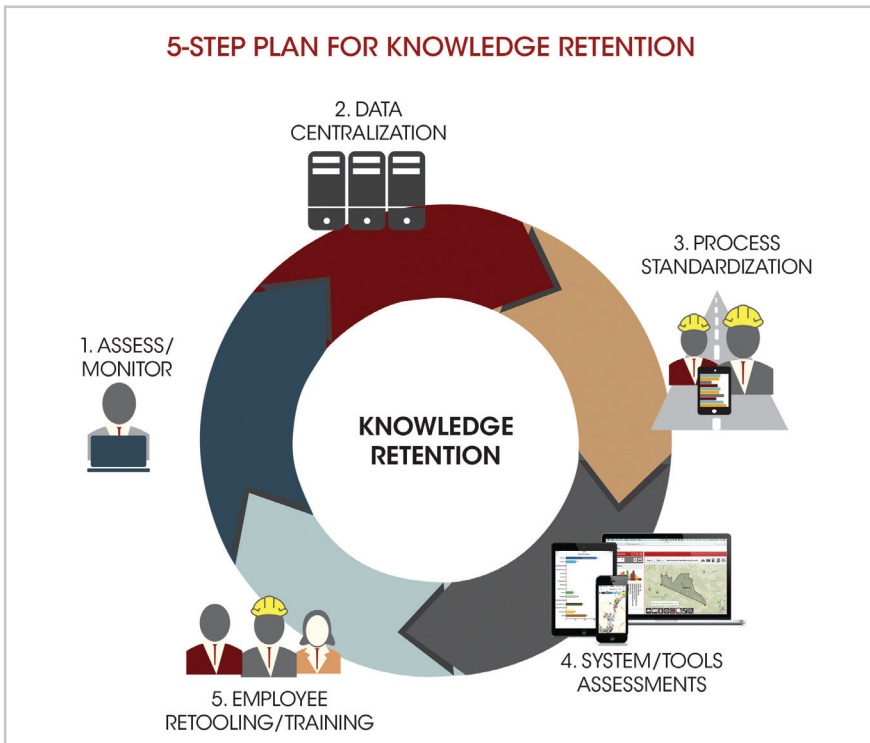 5-STEP PLAN FOR KNOWLEDGE RETENTION
2. DATA
CENTRALIZATION
3. PROCESS
STANDARDIZATION
1. ASSESS/
MONITOR
KNOWLEDGE
RETENTION
4. SYSTEM/TOOLS
ASSESSMENTS
5. EMPLOYEE
RETOOLING/TRAINING